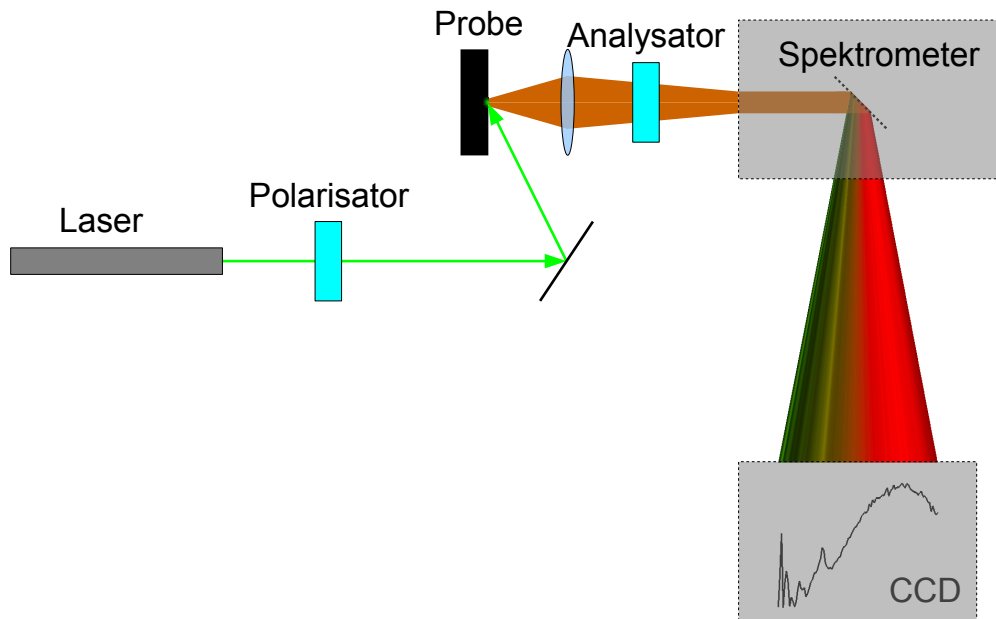 Probe
Analysator
Spektrometer
Polarisator
Laser
CCD